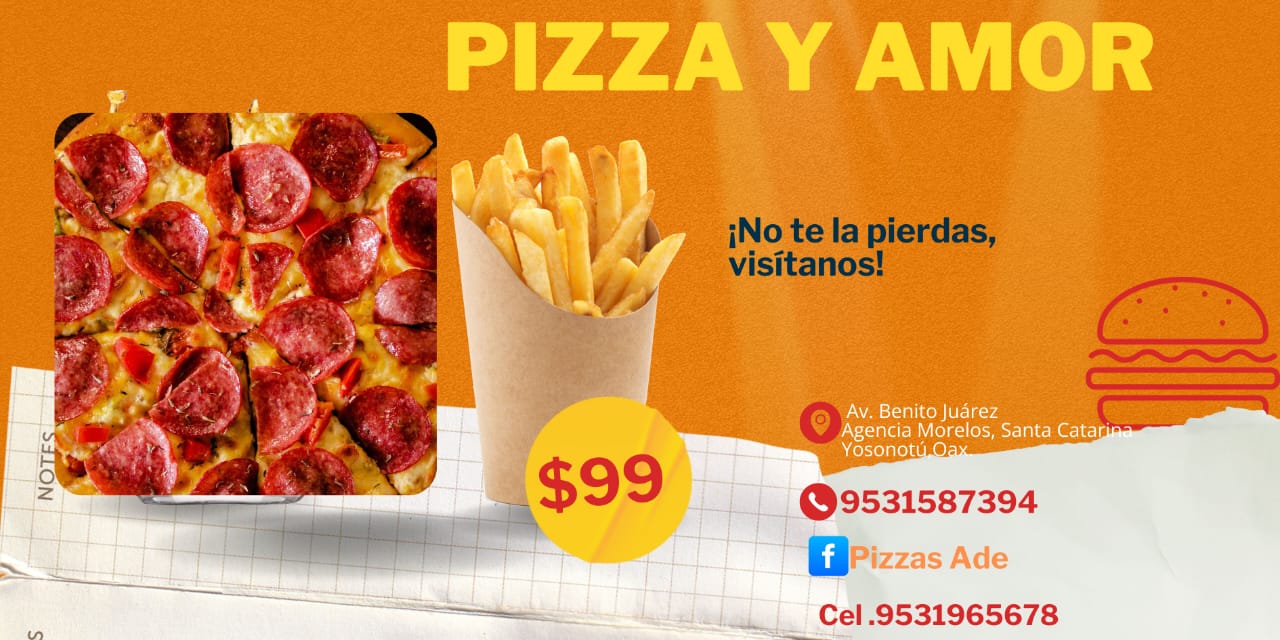 PIZZA Y AMOR
¡No te la pierdas,
visítanos!
NOTES
$99
Av. Benito Juárez
Agencia Morelos, Santa Catarina
Yosonotú,Oax.
9531587394
f
Pizzas Ade
Cel .9531965678
S